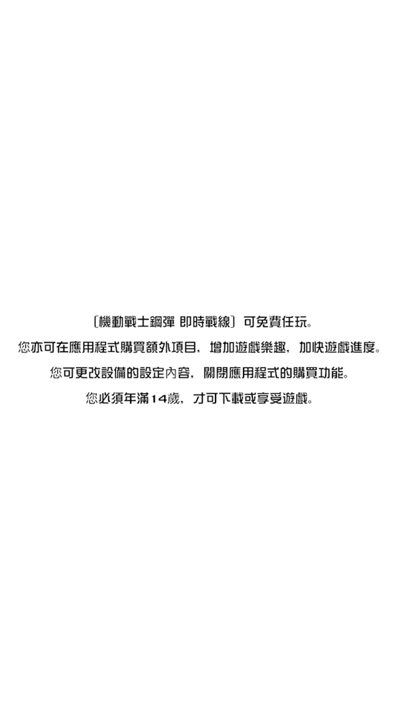 〔機動戰士鋼彈 即時戰線〕可免費任玩。
您亦可在應用程式購買額外項目，增加遊戲樂趣，加快遊戲進度。
您可更改設備的設定內容，關閉應用程式的購買功能。
您必須年滿14歲，才可下載或享受遊戲。